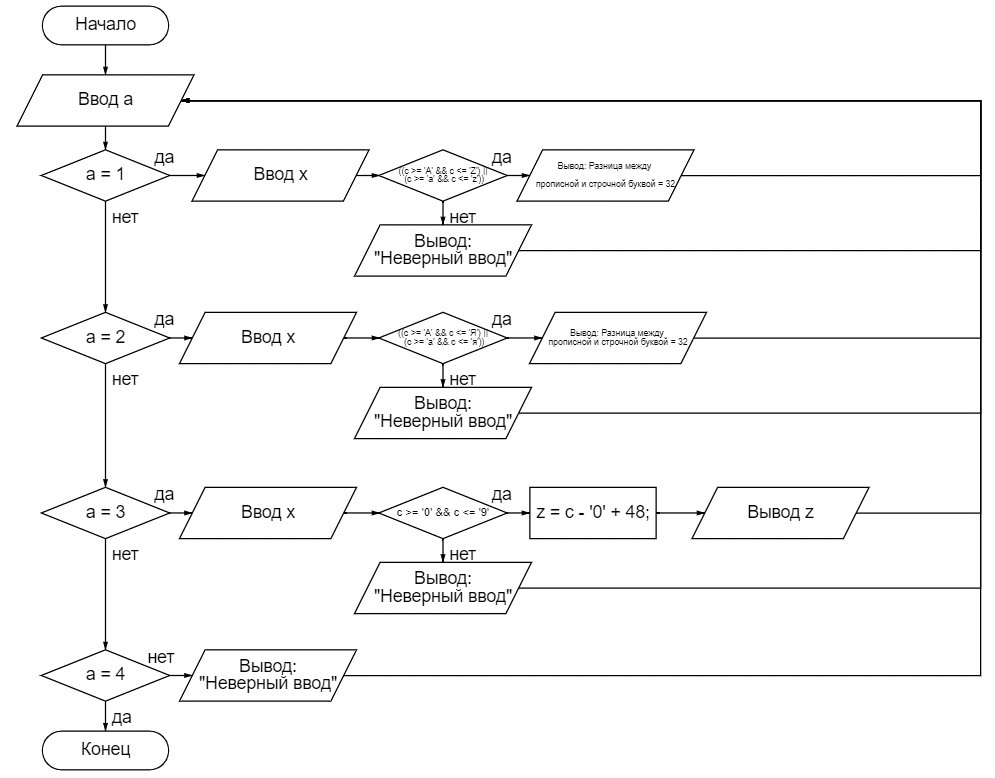 Начало
Ввод a
a = 1
да
нет
Ввод x
((c >= 'A' && c <= 'Z') ||
(c >= 'a' && c <= 'z'))
да
нет
Вывод: Разница между
прописной и строчной буквой = 32
Вывод:
"Неверный ввод"
a = 2
да
нет
Ввод x
((c >= 'А' && c <= 'Я') ||
(c >= 'а' && c <= 'я'))
да
нет
Вывод: Разница между
прописной и строчной буквой = 32
Вывод:
"Неверный ввод"
a = 3
да
нет
Ввод x
c >= '0' && c <= '9'
да
нет
z = c - '0' + 48;
Вывод z
Вывод:
"Неверный ввод"
a = 4
нет
да
Вывод:
"Неверный ввод"
Конец